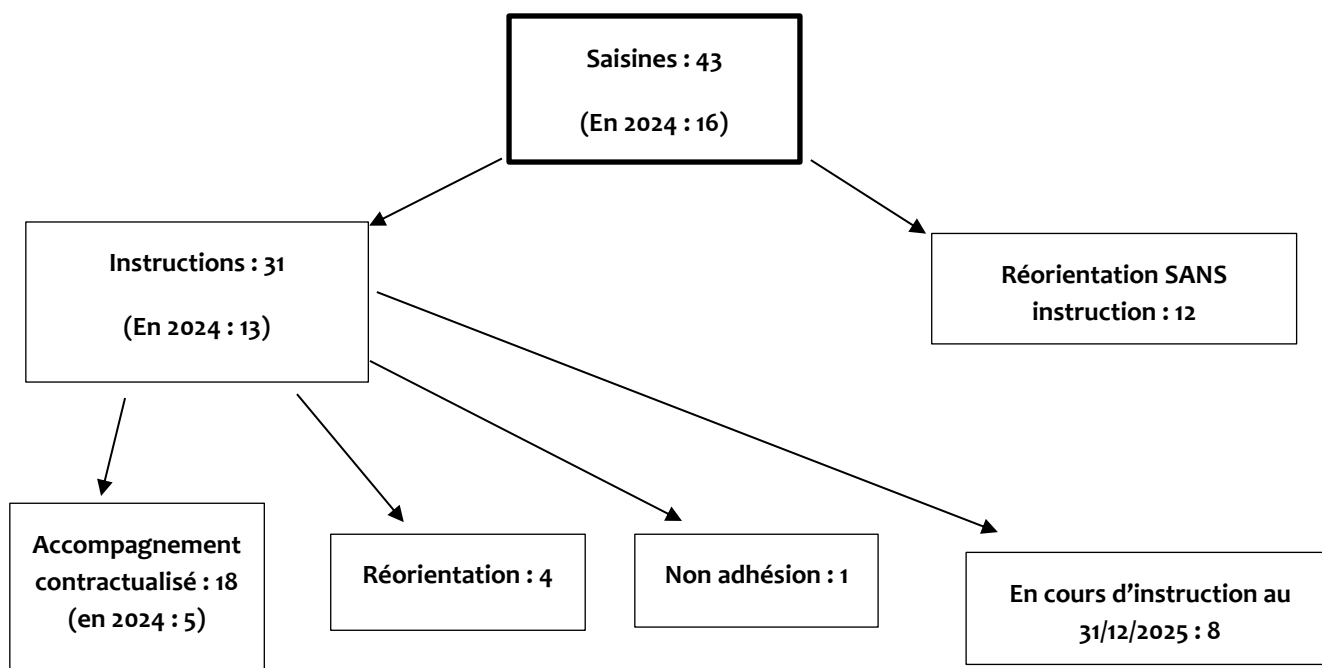 Saisines : 43
(En 2024 : 16)
Instructions : 31
(En 2024 : 13)
Réorientation SANS
instruction : 12
Accompagnement
contractualisé : 18
(en 2024 : 5)
Réorientation : 4
Non adhésion : 1
En cours d’instruction au
31/12/2025 : 8